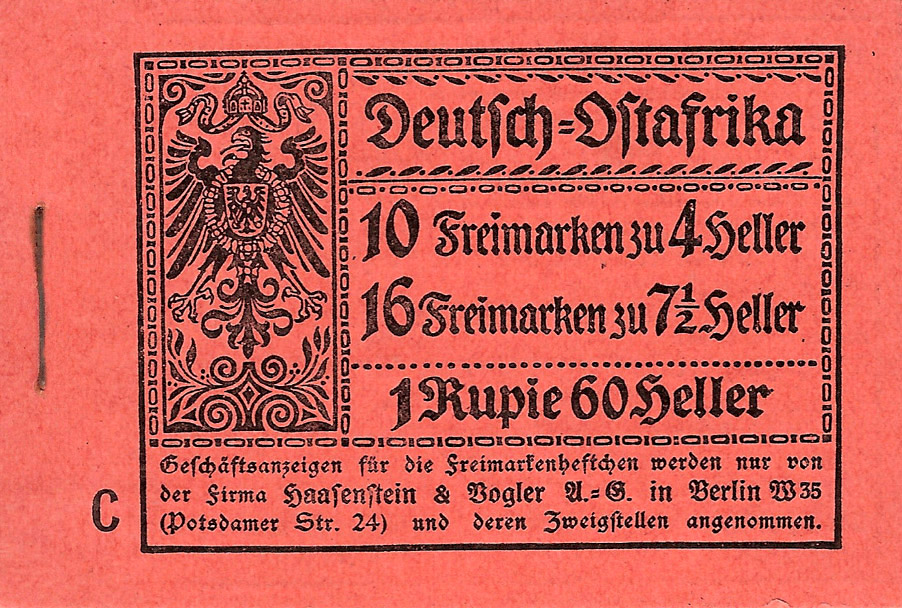 Deutsch=Ostafrika
10 Freimarken zu 4 Heller
16 Freimarken zu 7½ Heller
1 Rupie 60 Heller
Geschäftsanzeigen für die Freimarkenheftchen werden nur von
der Firma Haasenstein & Vogler A.=G. in Berlin W 35
(Potsdamer Str. 24) und deren Zweigstellen angenommen.
C